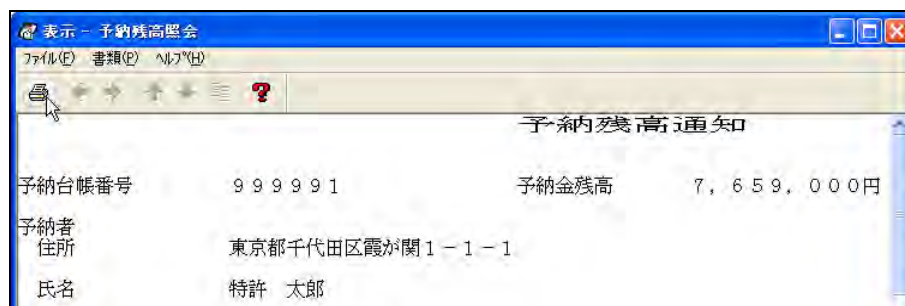 表示 - 予納残高照会
ファイル(F) 書類(P) ヘルプ(H)
?
予納残高通知
予納台帳番号 999991 予納金残高 7,659,000円
予納者
住所 東京都千代田区霞が関1-1-1
氏名 特許 太郎